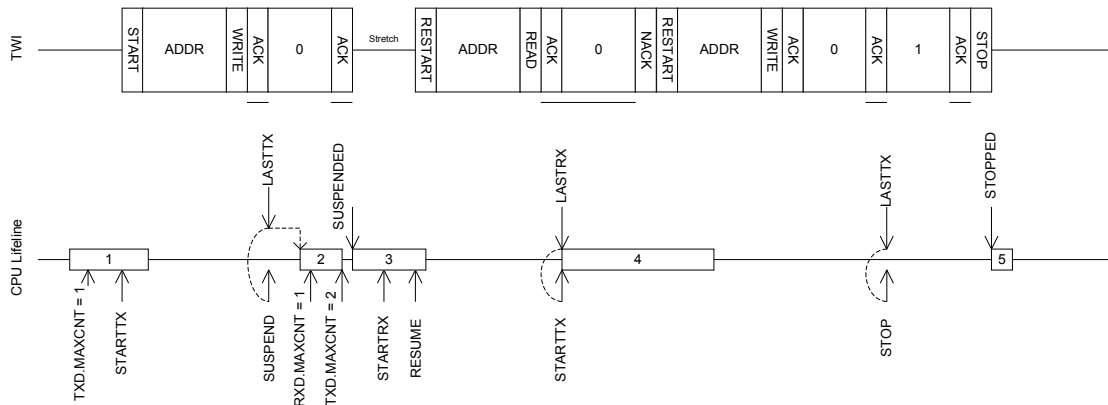 TWI
START
ADDR
WRITE
ACK
0
ACK
Stretch
RESTART
ADDR
READ
ACK
0
NACK
RESTART
ADDR
WRITE
ACK
0
ACK
1
ACK
STOP
LASTTX
SUSPENDED
LASTRX
LASTTX
STOPPED
CPU Lifeline
1
2
3
4
5
TXD.MAXCNT = 1
STARTTX
SUSPEND
RXD.MAXCNT = 1
TXD.MAXCNT = 2
STARTRX
RESUME
STARTTX
STOP